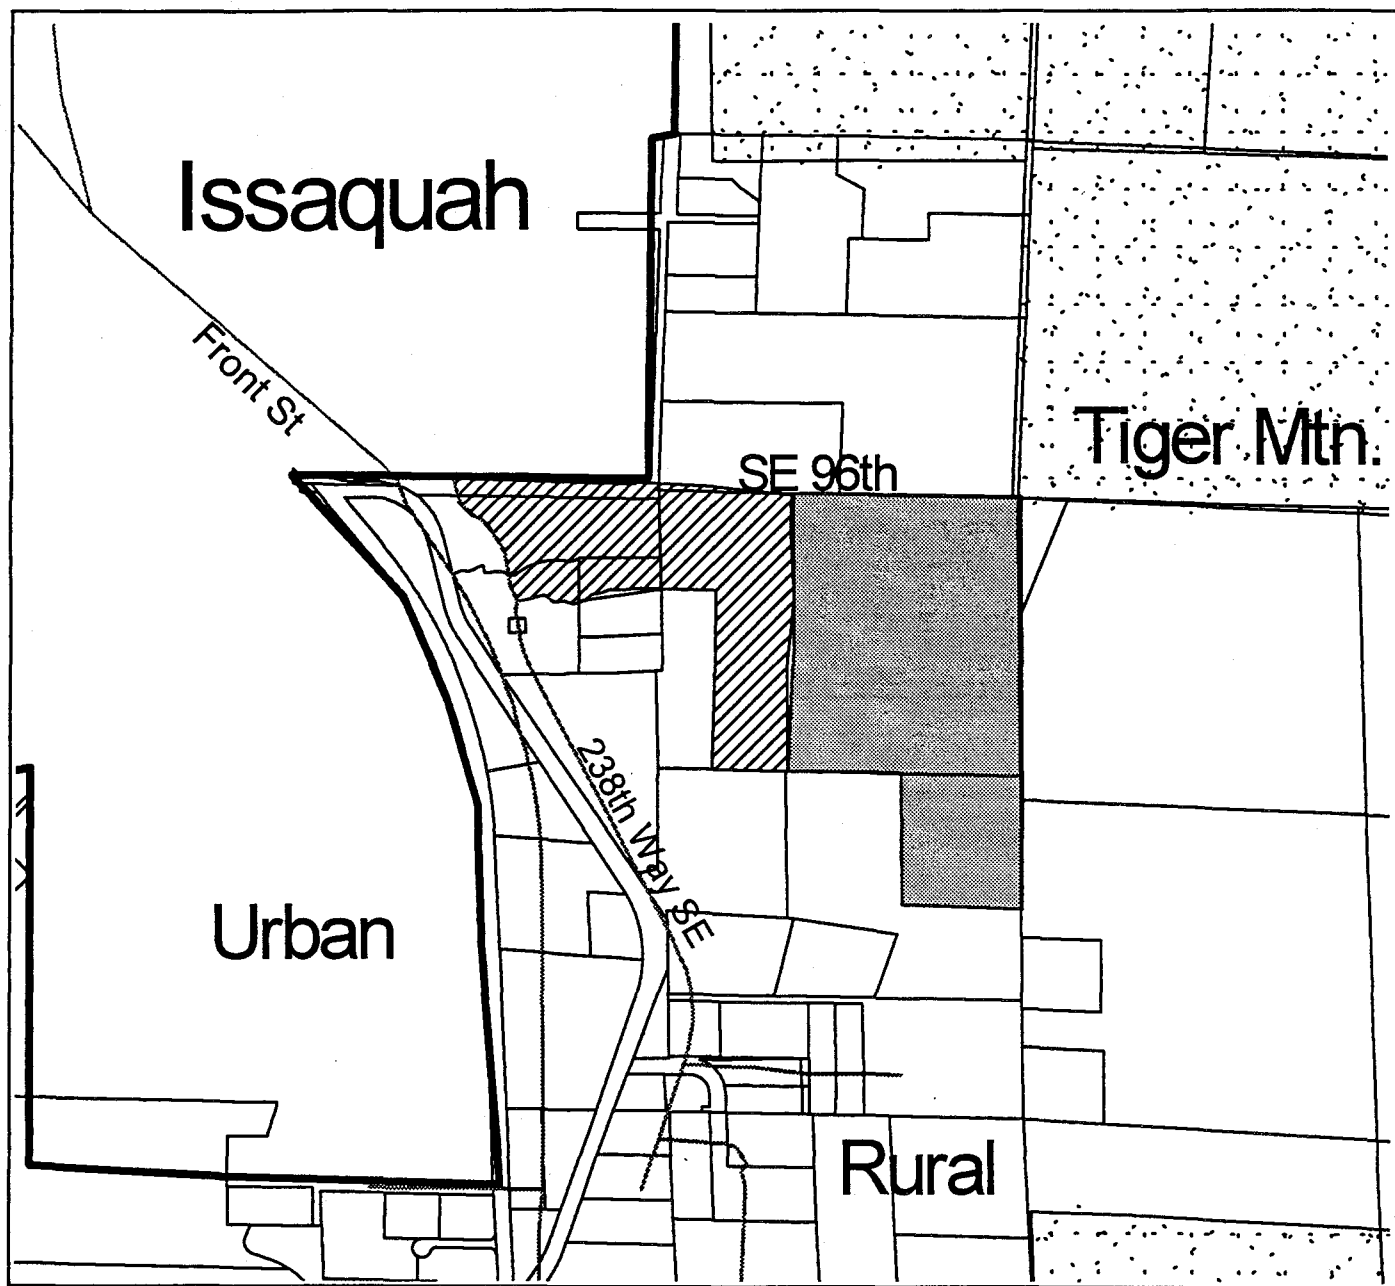 Issaquah
Front St
Tiger Mtn.
SE 96th
238th Way SE
Urban
Rural